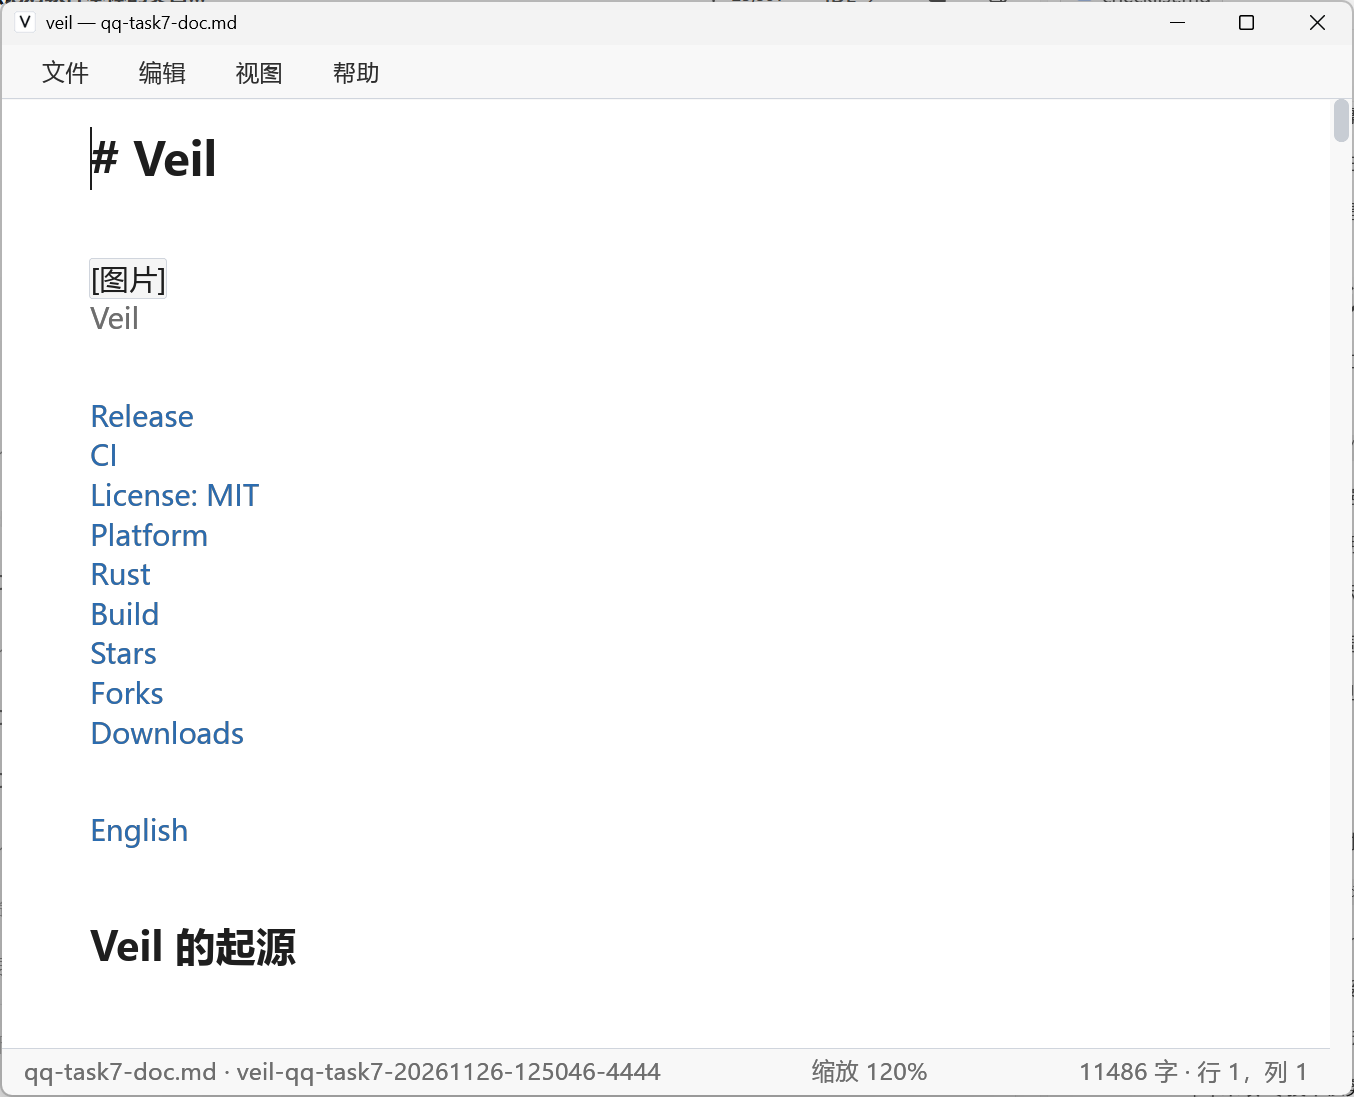 veil — qq-task7-doc.md
文件 编辑 视图 帮助
# Veil
[图片]
Veil
Release
CI
License: MIT
Platform
Rust
Build
Stars
Forks
Downloads
English
Veil 的起源
qq-task7-doc.md · veil-qq-task7-20261126-125046-4444 缩放 120% 11486 字 · 行 1，列 1